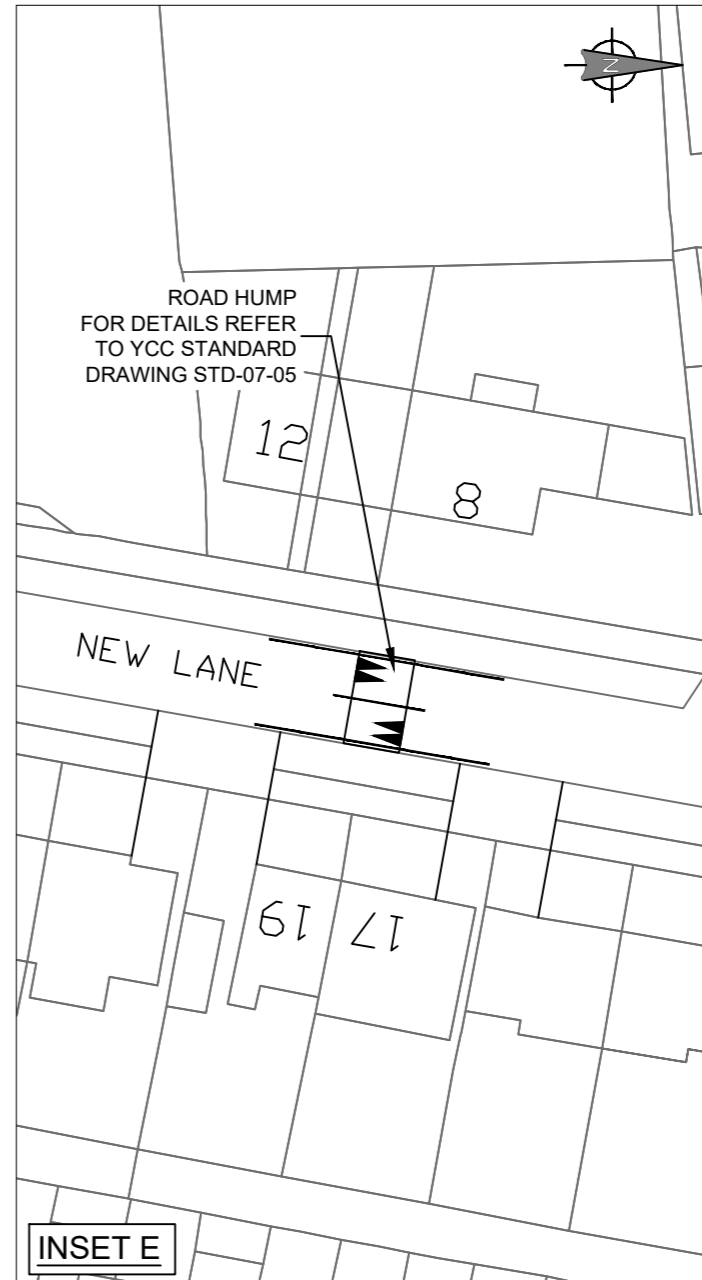 N
ROAD HUMP
FOR DETAILS REFER
TO YCC STANDARD
DRAWING STD-07-05
12
8
NEW LANE
19
17
INSET E